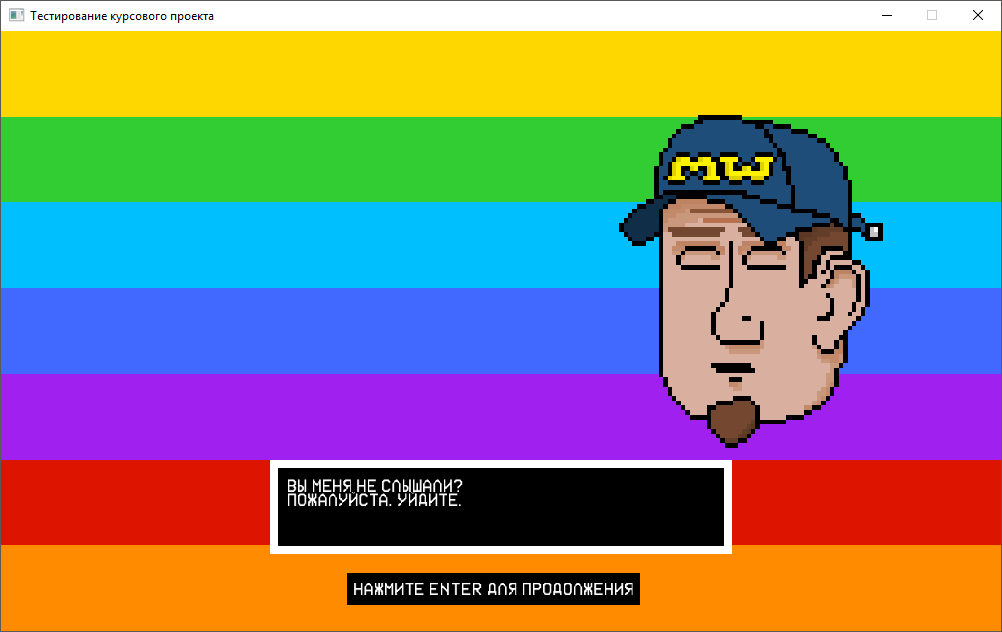 Тестирование курсового проекта
MW
ВЫ МЕНЯ НЕ СЛЫШАЛИ?
ПОЖАЛУЙСТА. УЙДИТЕ.
НАЖМИТЕ ENTER ДЛЯ ПРОДОЛЖЕНИЯ